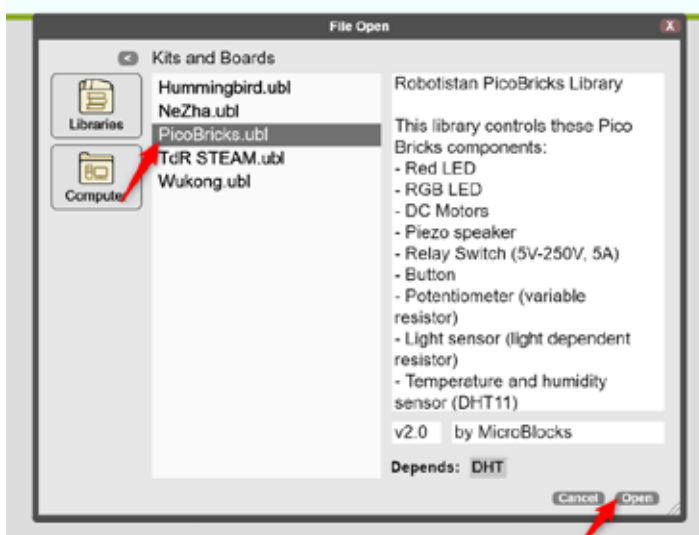 File Open
X
Kits and Boards
Libraries
Computer
Hummingbird.ubl
NeZha.ubl
PicoBricks.ubl
TdR STEAM.ubl
Wukong.ubl
Robotistan PicoBricks Library
This library controls these Pico
Bricks components:
- Red LED
- RGB LED
- DC Motors
- Piezo speaker
- Relay Switch (5V-250V, 5A)
- Button
- Potentiometer (variable
resistor)
- Light sensor (light dependent
resistor)
- Temperature and humidity
sensor (DHT11)
v2.0 by MicroBlocks
Depends: DHT
Cancel Open